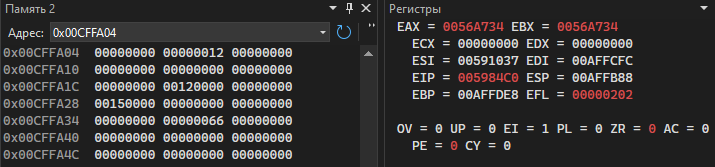 Память 2
Адрес: 0x00CFFA04
0x00CFFA04 00000000 00000012 00000000
0x00CFFA10 00000000 00000000 00000000
0x00CFFA1C 00000000 00120000 00000000
0x00CFFA28 00150000 00000000 00000000
0x00CFFA34 00000000 00000066 00000000
0x00CFFA40 00000000 00000000 00000000
0x00CFFA4C 00000000 00000000 00000000
Регистры
EAX = 0056A734 EBX = 0056A734
ECX = 00000000 EDX = 00000000
ESI = 00591037 EDI = 00AFFCFC
EIP = 005984C0 ESP = 00AFFB88
EBP = 00AFFDE8 EFL = 00000202
OV = 0 UP = 0 EI = 1 PL = 0 ZR = 0 AC = 0
PE = 0 CY = 0